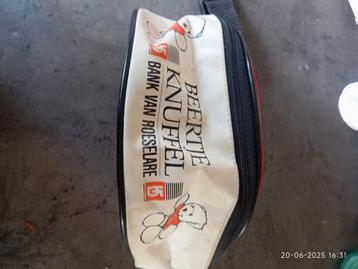 BEERTJE
KNUFFEL
BANK VAN ROESELARE
20-06-2025 16:31